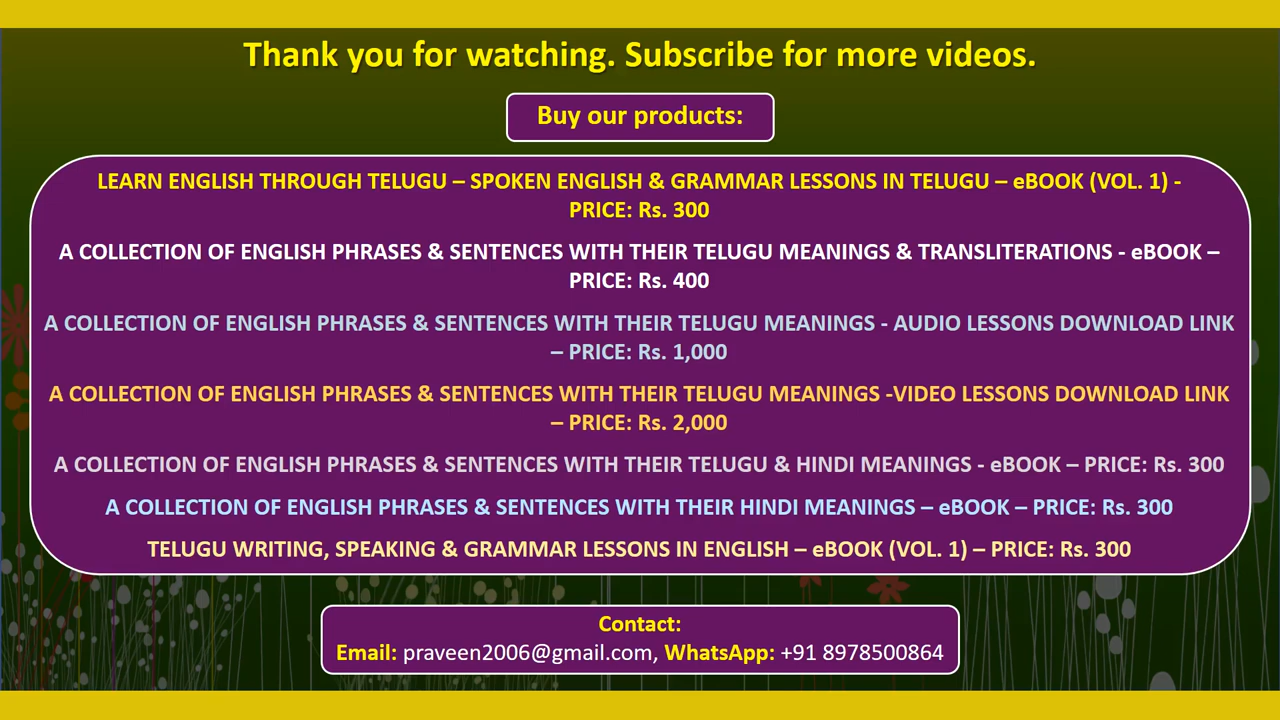 Thank you for watching. Subscribe for more videos.
Buy our products:
LEARN ENGLISH THROUGH TELUGU – SPOKEN ENGLISH & GRAMMAR LESSONS IN TELUGU – eBOOK (VOL. 1) -
PRICE: Rs. 300
A COLLECTION OF ENGLISH PHRASES & SENTENCES WITH THEIR TELUGU MEANINGS & TRANSLITERATIONS - eBOOK –
PRICE: Rs. 400
A COLLECTION OF ENGLISH PHRASES & SENTENCES WITH THEIR TELUGU MEANINGS - AUDIO LESSONS DOWNLOAD LINK
– PRICE: Rs. 1,000
A COLLECTION OF ENGLISH PHRASES & SENTENCES WITH THEIR TELUGU MEANINGS -VIDEO LESSONS DOWNLOAD LINK
– PRICE: Rs. 2,000
A COLLECTION OF ENGLISH PHRASES & SENTENCES WITH THEIR TELUGU & HINDI MEANINGS - eBOOK – PRICE: Rs. 300
A COLLECTION OF ENGLISH PHRASES & SENTENCES WITH THEIR HINDI MEANINGS – eBOOK – PRICE: Rs. 300
TELUGU WRITING, SPEAKING & GRAMMAR LESSONS IN ENGLISH – eBOOK (VOL. 1) – PRICE: Rs. 300
Contact:
Email: praveen2006@gmail.com, WhatsApp: +91 8978500864